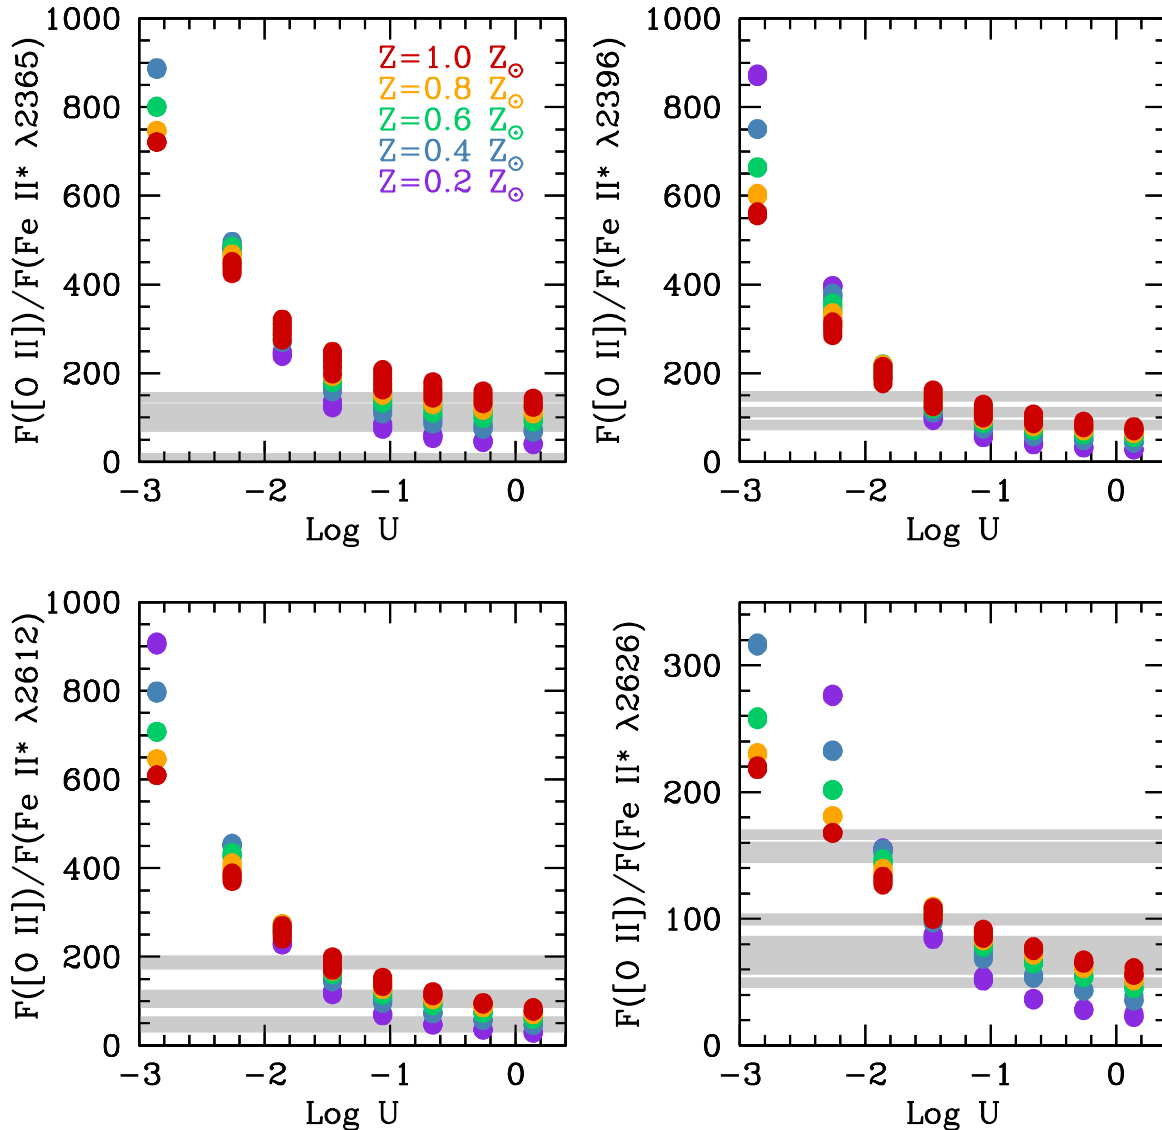 1000
800
600
400
200
0
F([O II])/F(Fe II* λ2365)
Z=1.0 Z⊙
Z=0.8 Z⊙
Z=0.6 Z⊙
Z=0.4 Z⊙
Z=0.2 Z⊙
−3 −2 −1 0
Log U
1000
800
600
400
200
0
F([O II])/F(Fe II* λ2396)
−3 −2 −1 0
Log U
1000
800
600
400
200
0
F([O II])/F(Fe II* λ2612)
−3 −2 −1 0
Log U
300
200
100
0
F([O II])/F(Fe II* λ2626)
−3 −2 −1 0
Log U